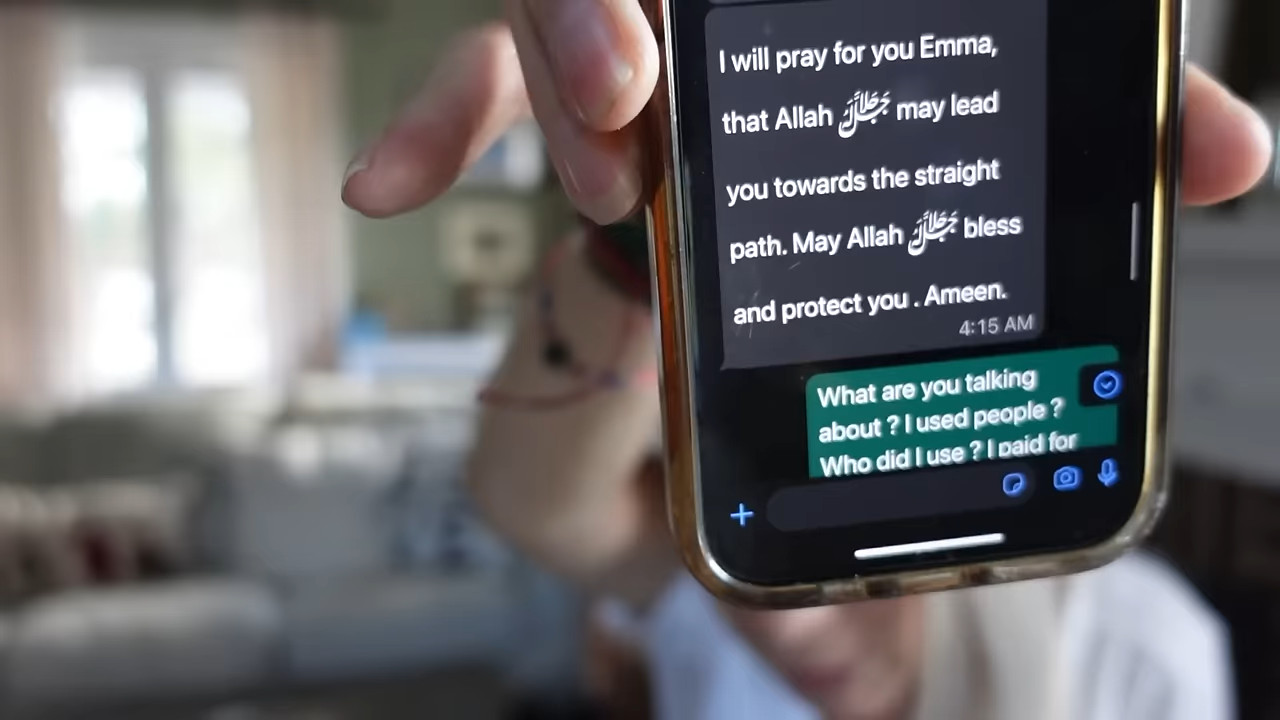 I will pray for you Emma,
that Allah ﷻ may lead
you towards the straight
path. May Allah ﷻ bless
and protect you . Ameen.
4:15 AM
What are you talking
about ? I used people ?
Who did I use ? I paid for